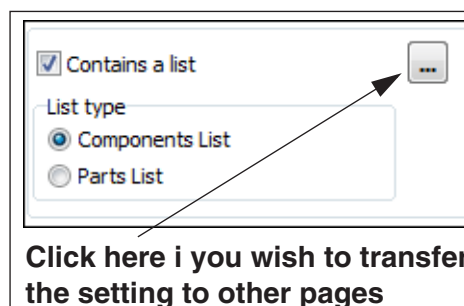 Contains a list
...
List type
Components List
Parts List
Click here i you wish to transfer
the setting to other pages